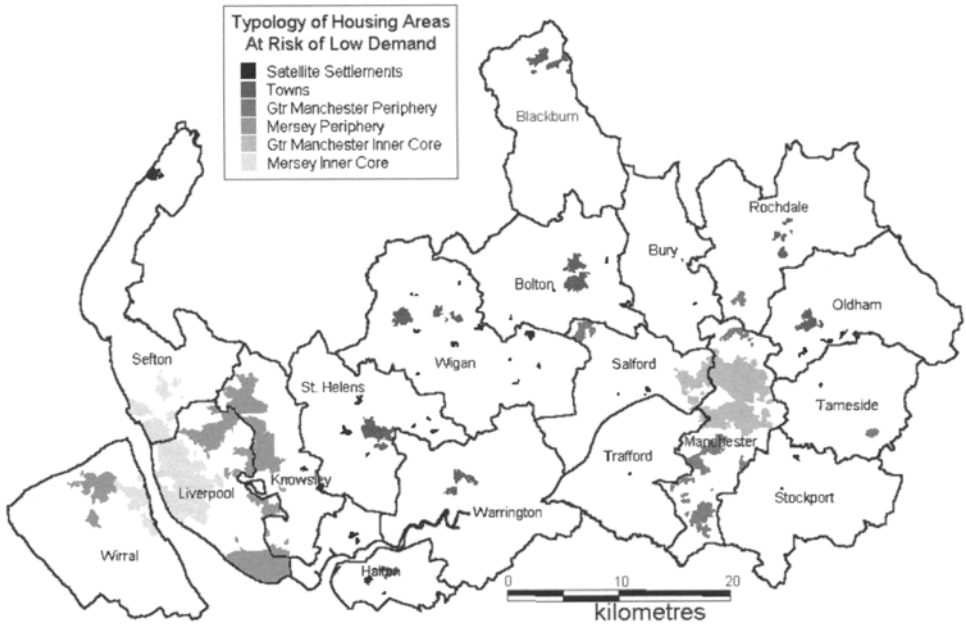 Typology of Housing Areas
At Risk of Low Demand
Satellite Settlements
Towns
Gtr Manchester Periphery
Mersey Periphery
Gtr Manchester Inner Core
Mersey Inner Core
Blackburn
Rochdale
Bury
Bolton
Oldham
Sefton
Wigan
Salford
St. Helens
Tameside
Manchester
Trafford
Knowsley
Liverpool
Stockport
Warrington
Wirral
Halton
0 10 20
kilometres